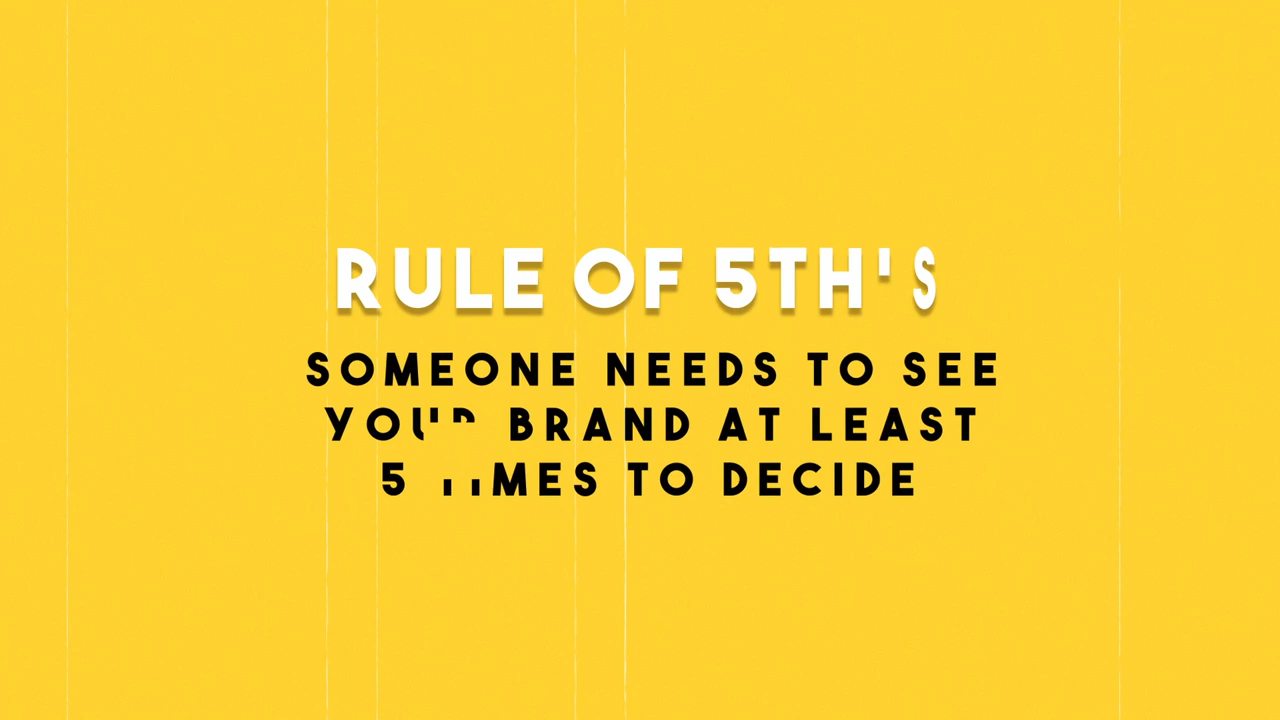 RULE OF 5TH'S
SOMEONE NEEDS TO SEE
YOUR BRAND AT LEAST
5 TIMES TO DECIDE